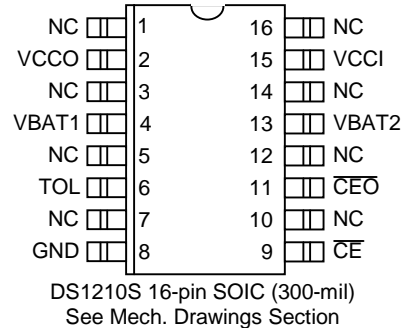 NC 1 16 NC
VCCO 2 15 VCCI
NC 3 14 NC
VBAT1 4 13 VBAT2
NC 5 12 NC
TOL 6 11 C̅E̅O̅
NC 7 10 NC
GND 8 9 C̅E̅
DS1210S 16-pin SOIC (300-mil)
See Mech. Drawings Section